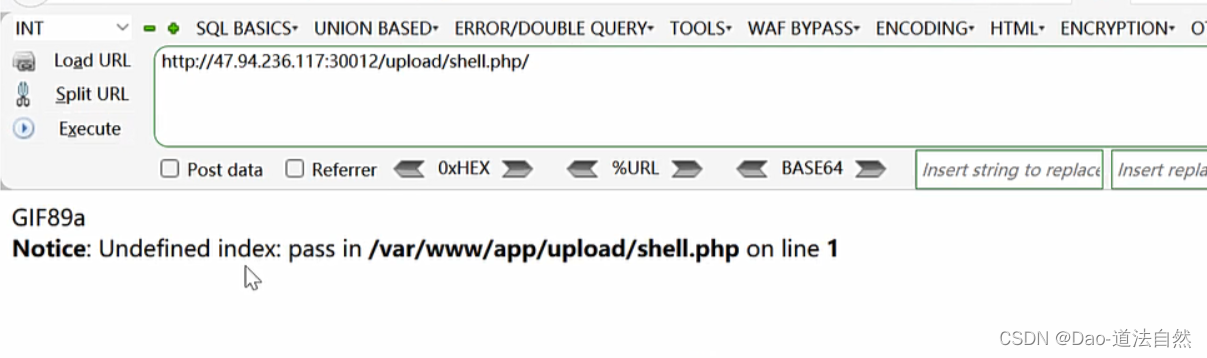 INT SQL BASICS▾ UNION BASED▾ ERROR/DOUBLE QUERY▾ TOOLS▾ WAF BYPASS▾ ENCODING▾ HTML▾ ENCRYPTION▾ O
Load URL http://47.94.236.117:30012/upload/shell.php/
Split URL
Execute
Post data Referrer 0xHEX %URL BASE64 Insert string to replace Insert repla
GIF89a
Notice: Undefined index: pass in /var/www/app/upload/shell.php on line 1
CSDN @Dao-道法自然